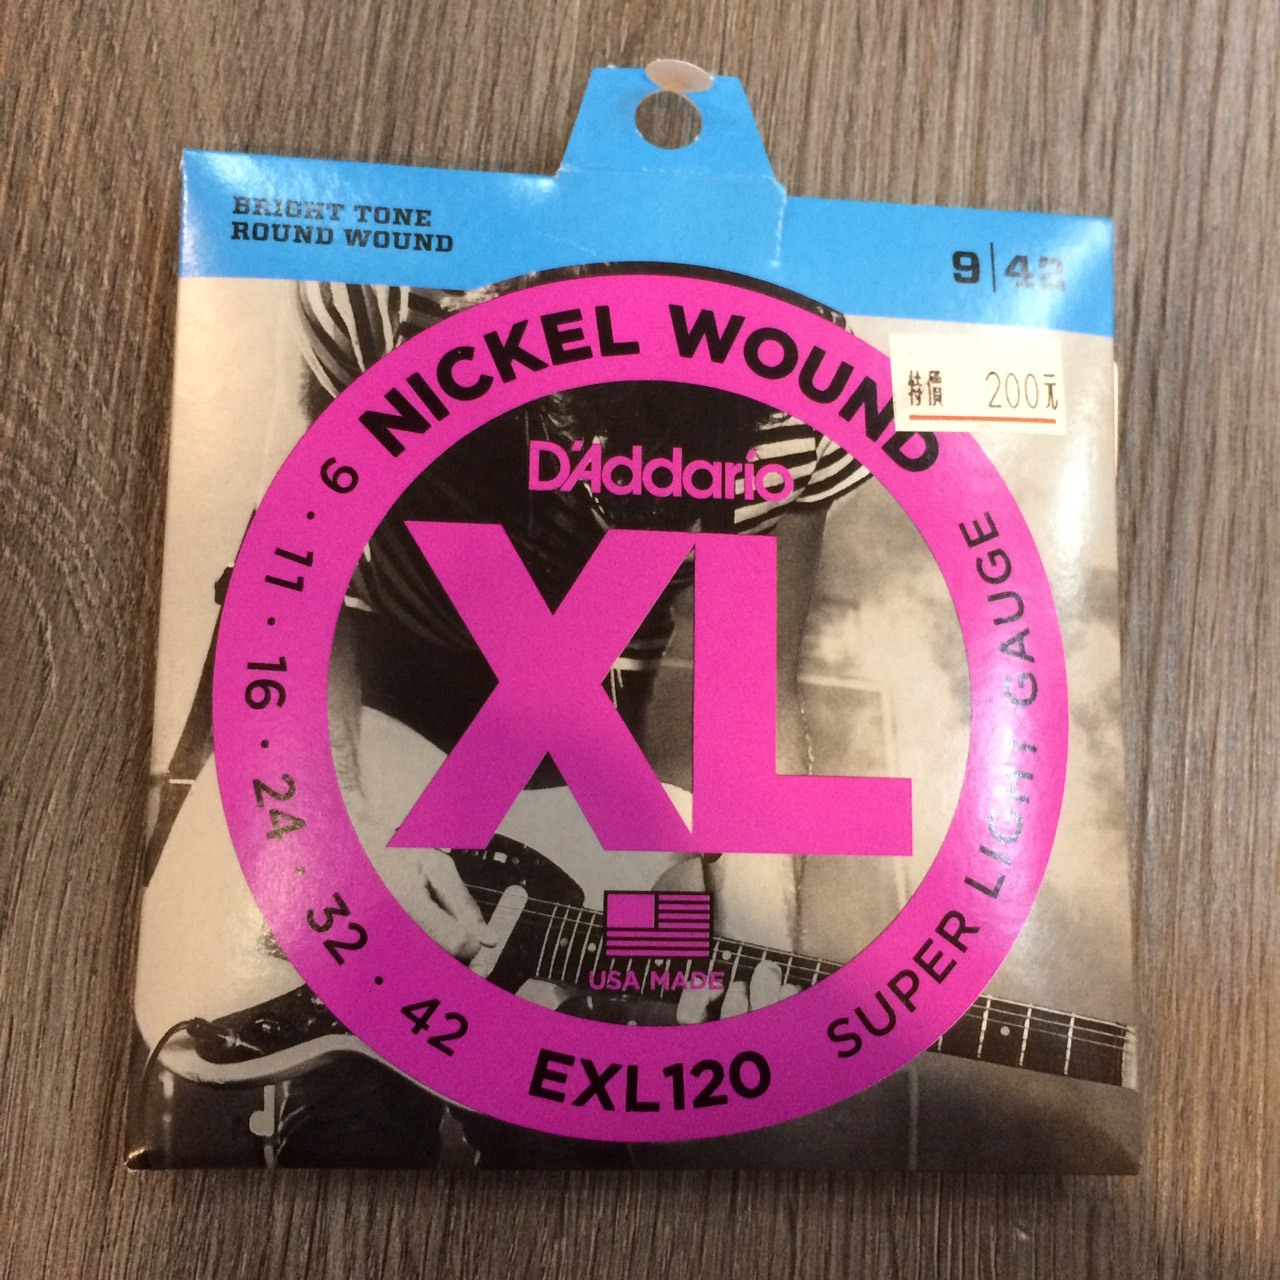 BRIGHT TONE
ROUND WOUND
9|42
特價 200元
NICKEL WOUND
D'Addario
XL
9 · 11 · 16 · 24 · 32 · 42
USA MADE
EXL120
SUPER LIGHT GAUGE